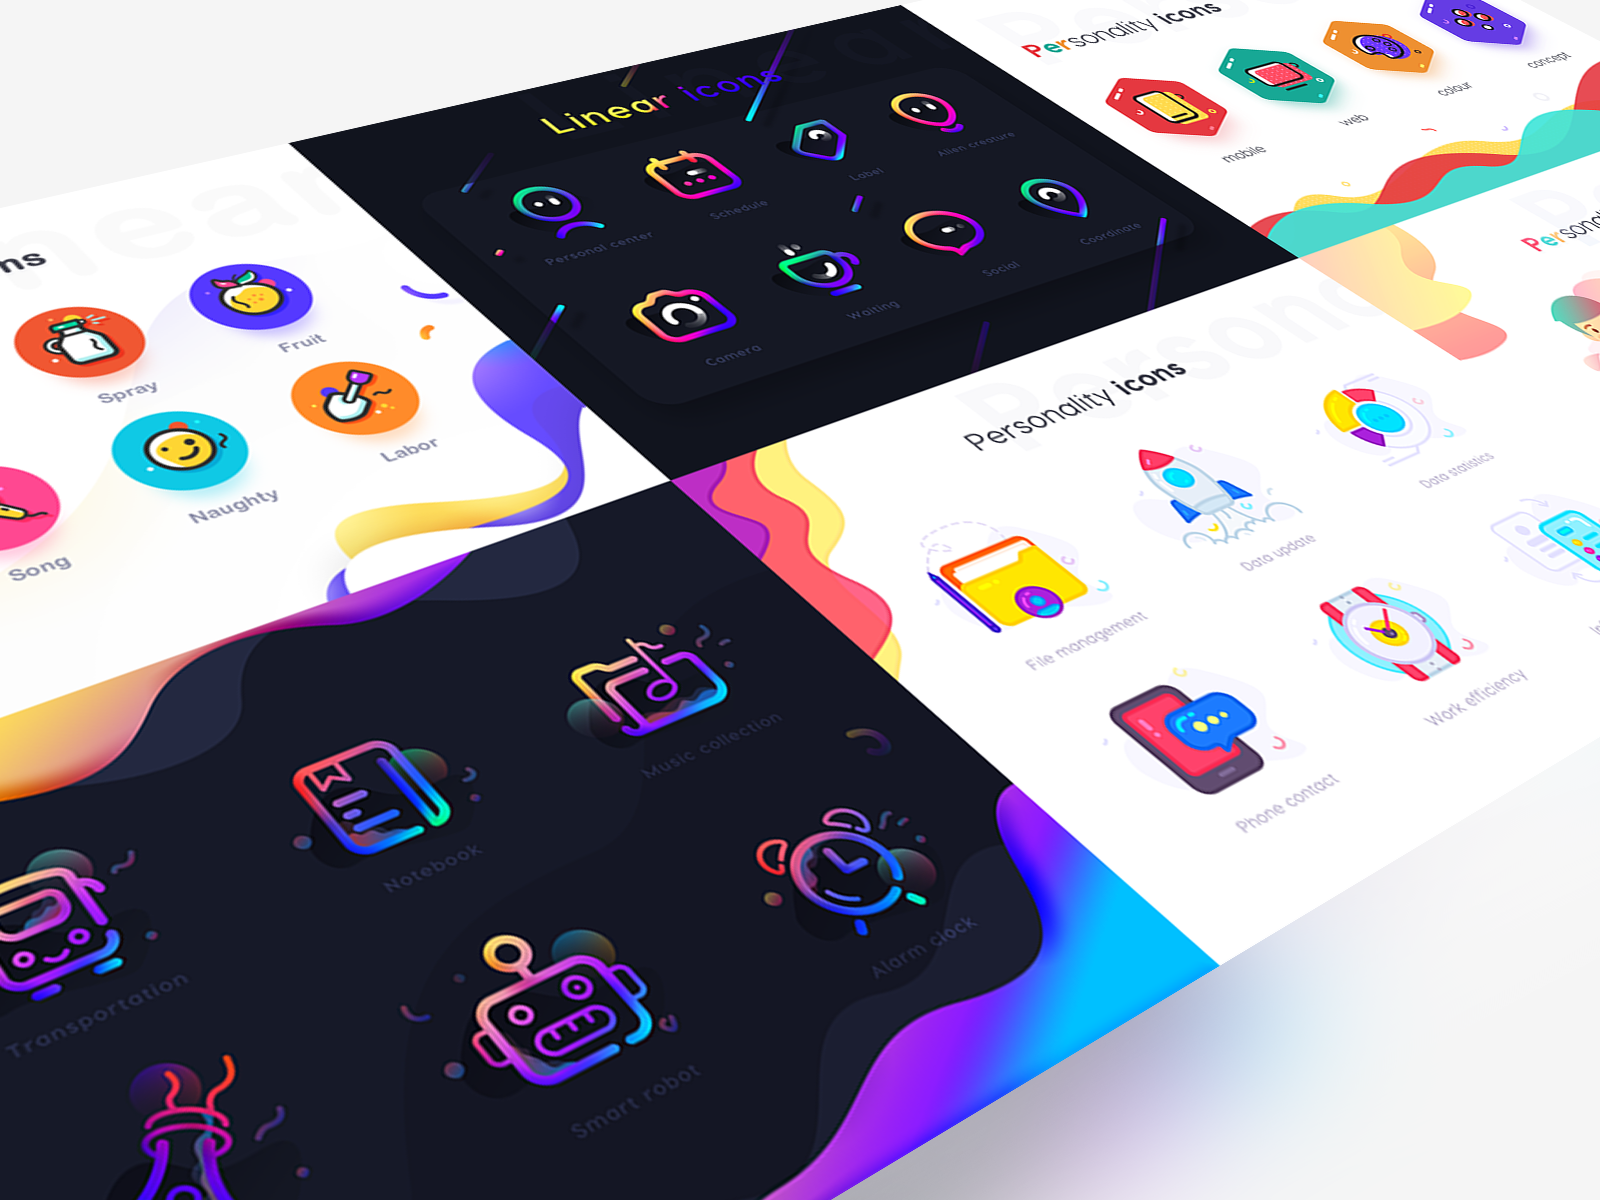 Linear icons
Personal center
Schedule
Label
Alien creature
Camera
Waiting
Social
Coordinate
Personality icons
mobile
web
colour
concept
near
ns
Spray
Fruit
Song
Naughty
Labor
Person
Personality icons
File management
Data update
Data statistics
Phone contact
Work efficiency
Music collection
Notebook
Alarm clock
Transportation
Smart robot